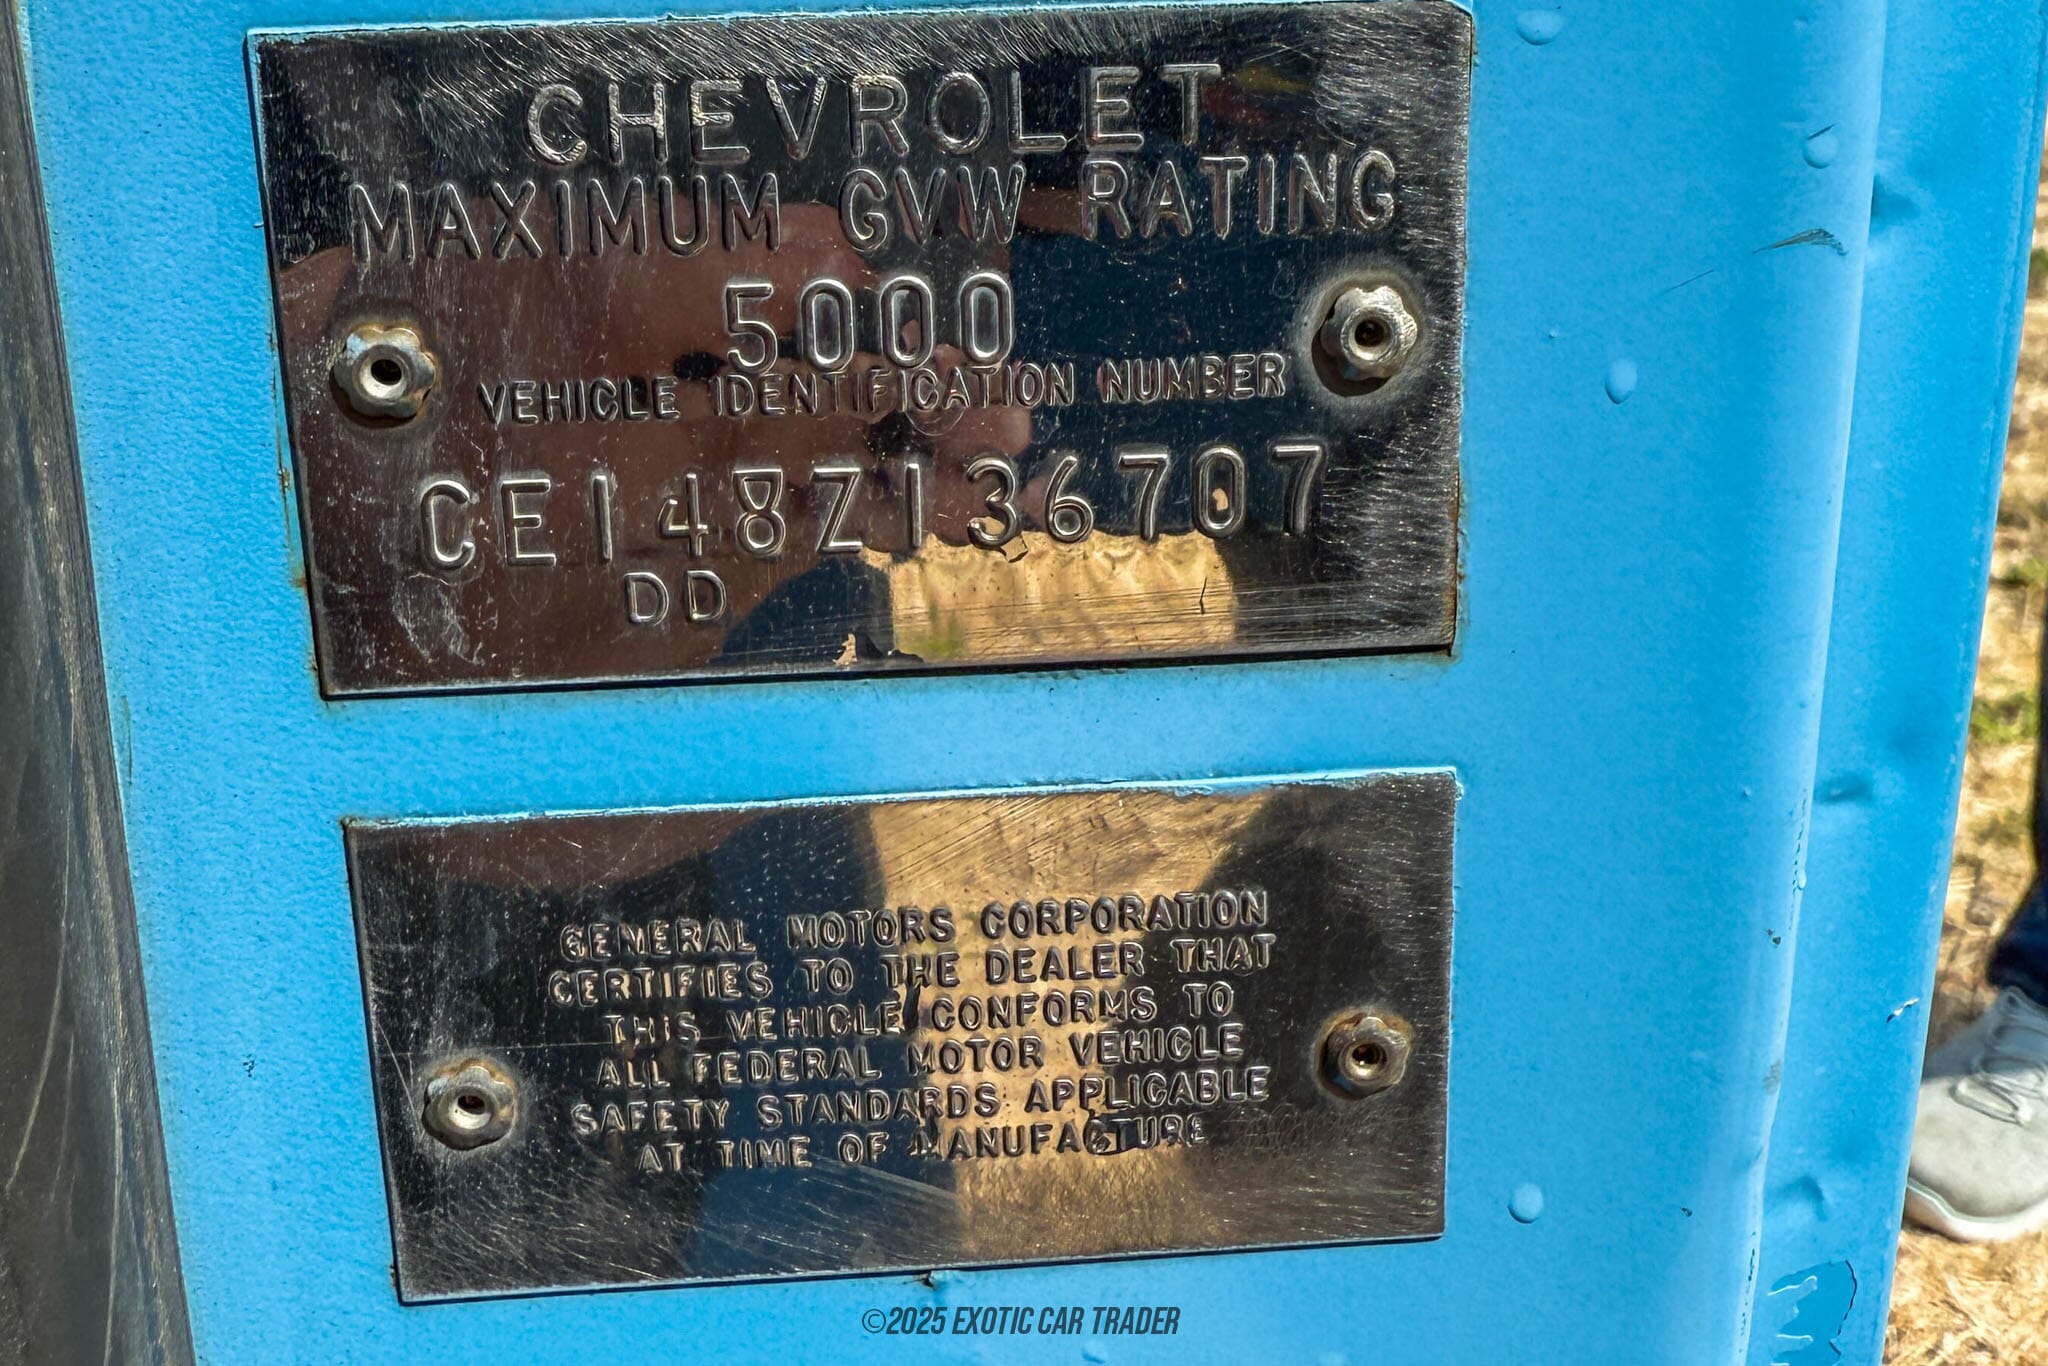 CHEVROLET
MAXIMUM GVW RATING
5000
VEHICLE IDENTIFICATION NUMBER
CE148Z136707
DD
GENERAL MOTORS CORPORATION
CERTIFIES TO THE DEALER THAT
THIS VEHICLE CONFORMS TO
ALL FEDERAL MOTOR VEHICLE
SAFETY STANDARDS APPLICABLE
AT TIME OF MANUFACTURE
©2025 EXOTIC CAR TRADER